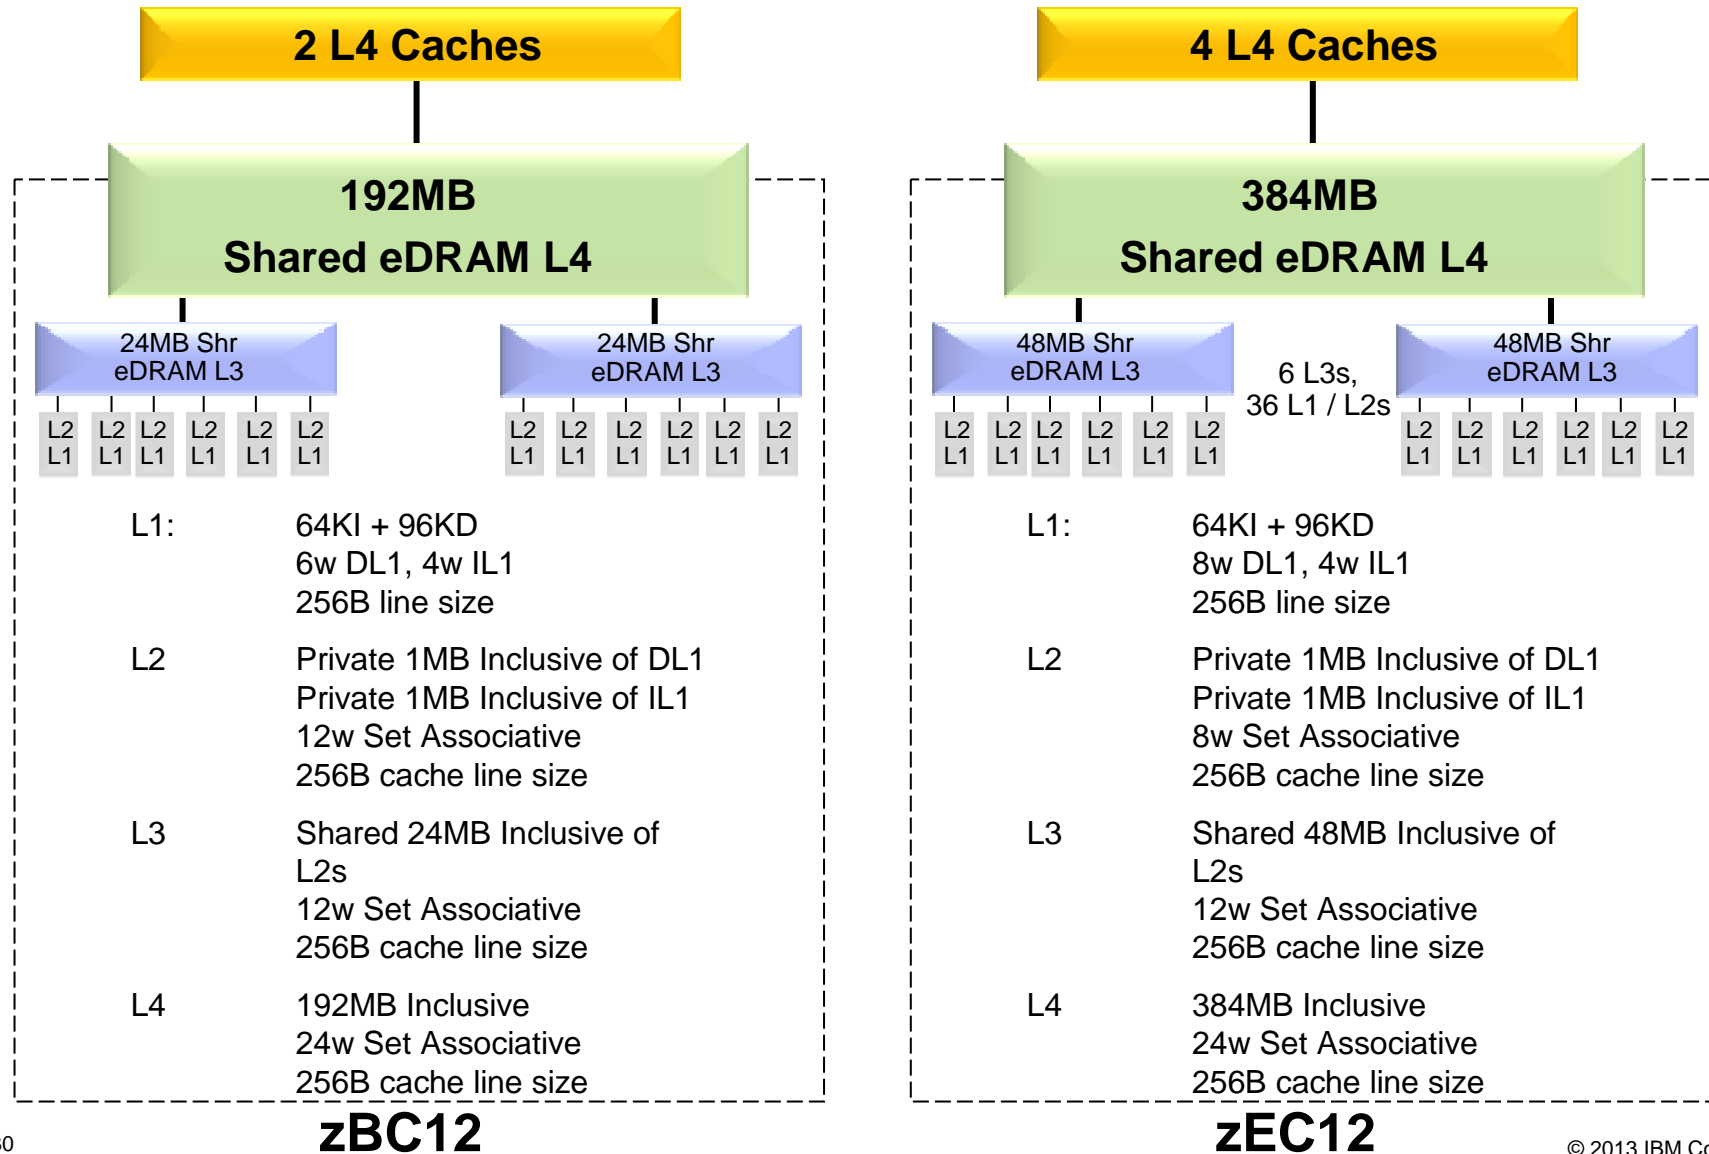 2 L4 Caches
192MB
Shared eDRAM L4
24MB Shr
eDRAM L3
24MB Shr
eDRAM L3
L2 L2 L2 L2 L2 L2
L1 L1 L1 L1 L1 L1
L2 L2 L2 L2 L2 L2
L1 L1 L1 L1 L1 L1
L1: 64KI + 96KD
6w DL1, 4w IL1
256B line size
L2 Private 1MB Inclusive of DL1
Private 1MB Inclusive of IL1
12w Set Associative
256B cache line size
L3 Shared 24MB Inclusive of
L2s
12w Set Associative
256B cache line size
L4 192MB Inclusive
24w Set Associative
256B cache line size
zBC12
4 L4 Caches
384MB
Shared eDRAM L4
48MB Shr
eDRAM L3
6 L3s,
36 L1 / L2s
48MB Shr
eDRAM L3
L2 L2 L2 L2 L2 L2
L1 L1 L1 L1 L1 L1
L2 L2 L2 L2 L2 L2
L1 L1 L1 L1 L1 L1
L1: 64KI + 96KD
8w DL1, 4w IL1
256B line size
L2 Private 1MB Inclusive of DL1
Private 1MB Inclusive of IL1
8w Set Associative
256B cache line size
L3 Shared 48MB Inclusive of
L2s
12w Set Associative
256B cache line size
L4 384MB Inclusive
24w Set Associative
256B cache line size
zEC12
© 2013 IBM